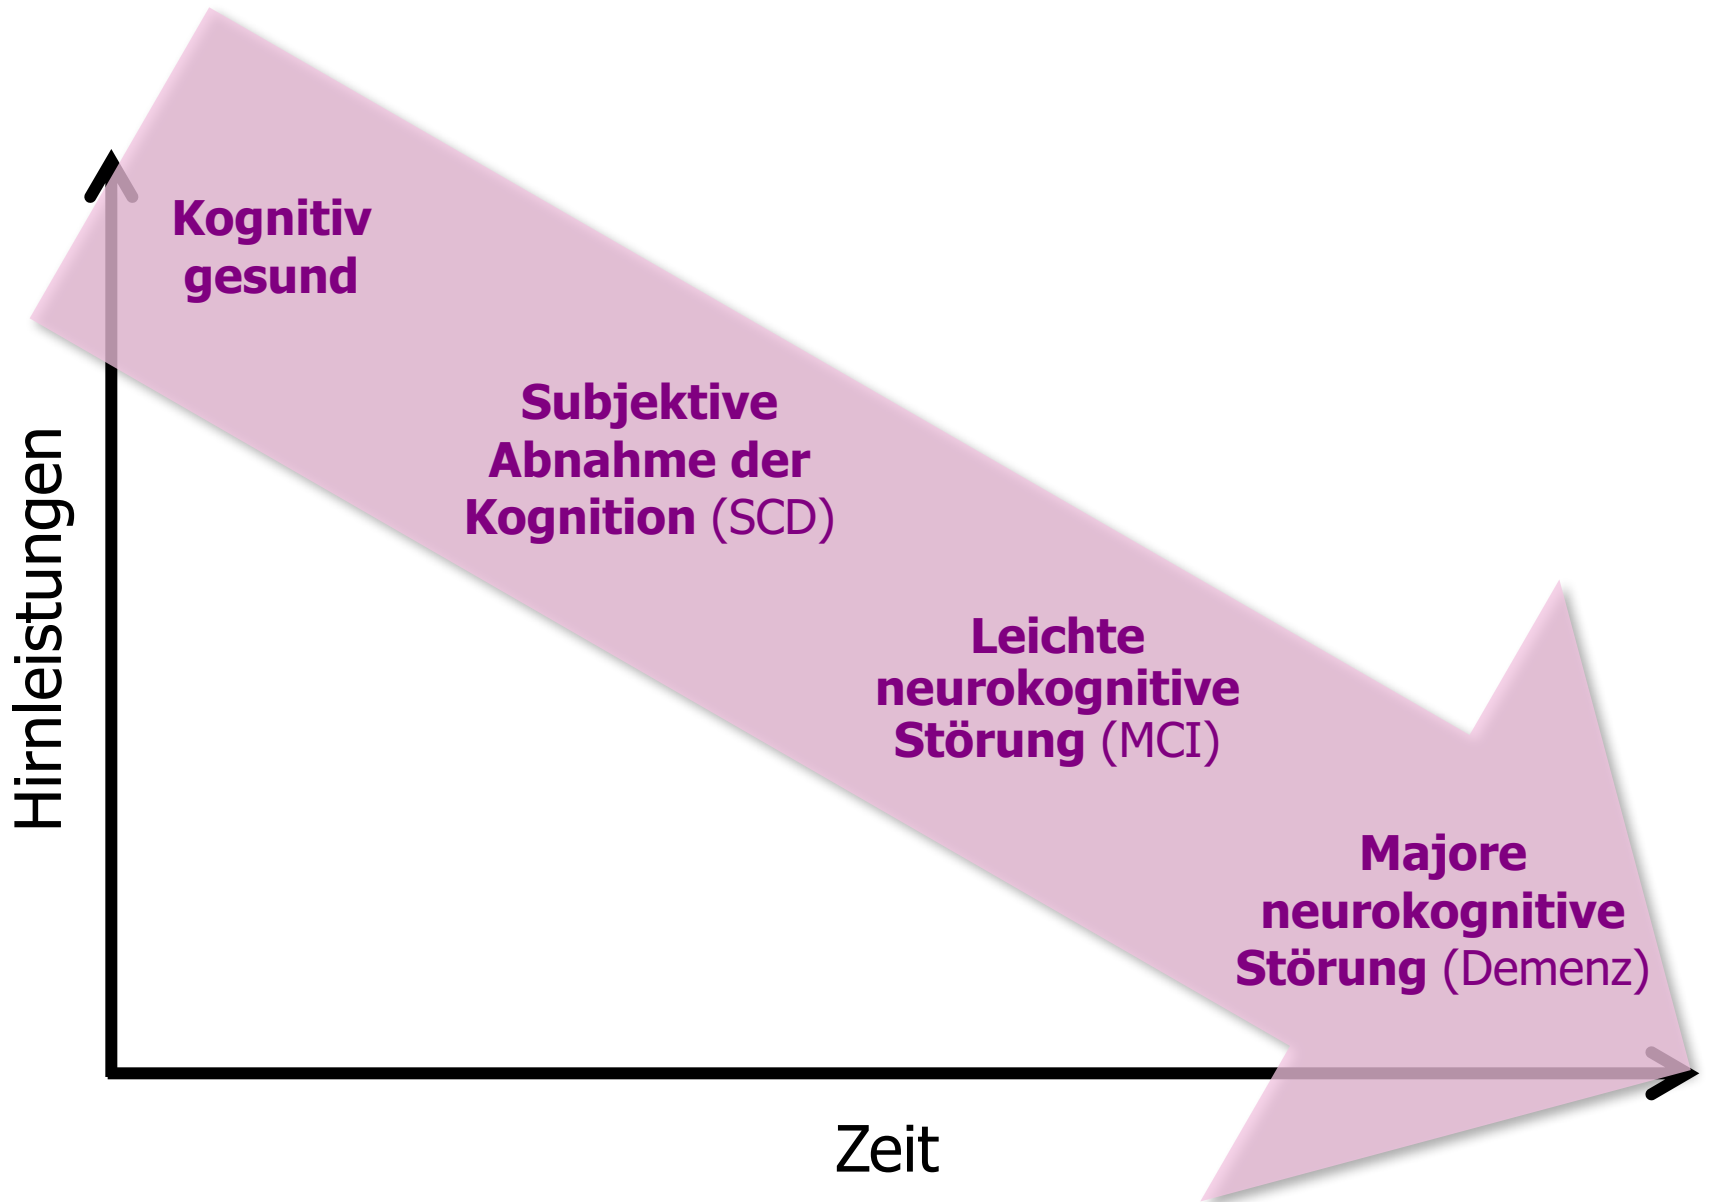 Kognitiv
gesund
Subjektive
Abnahme der
Kognition (SCD)
Leichte
neurokognitive
Störung (MCI)
Majore
neurokognitive
Störung (Demenz)
Hirnleistungen
Zeit